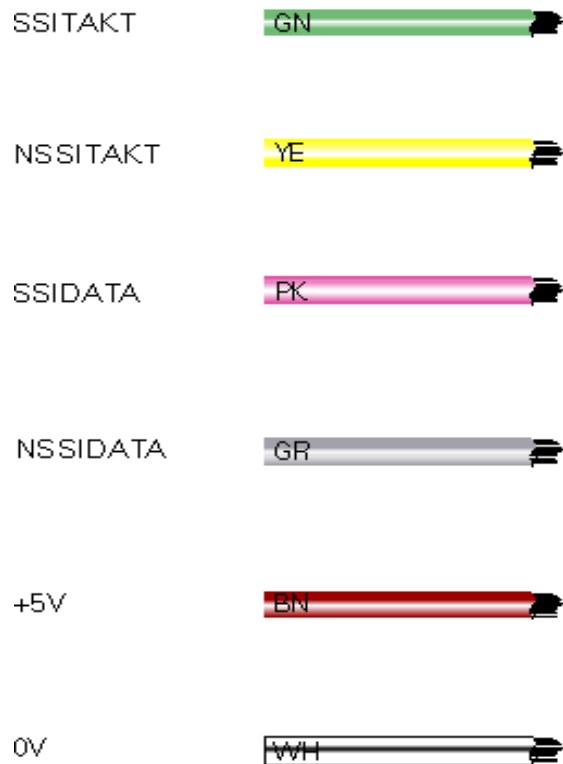 SSITAKT GN
NSSITAKT YE
SSIDATA PK
NSSIDATA GR
+5V BN
0V WH